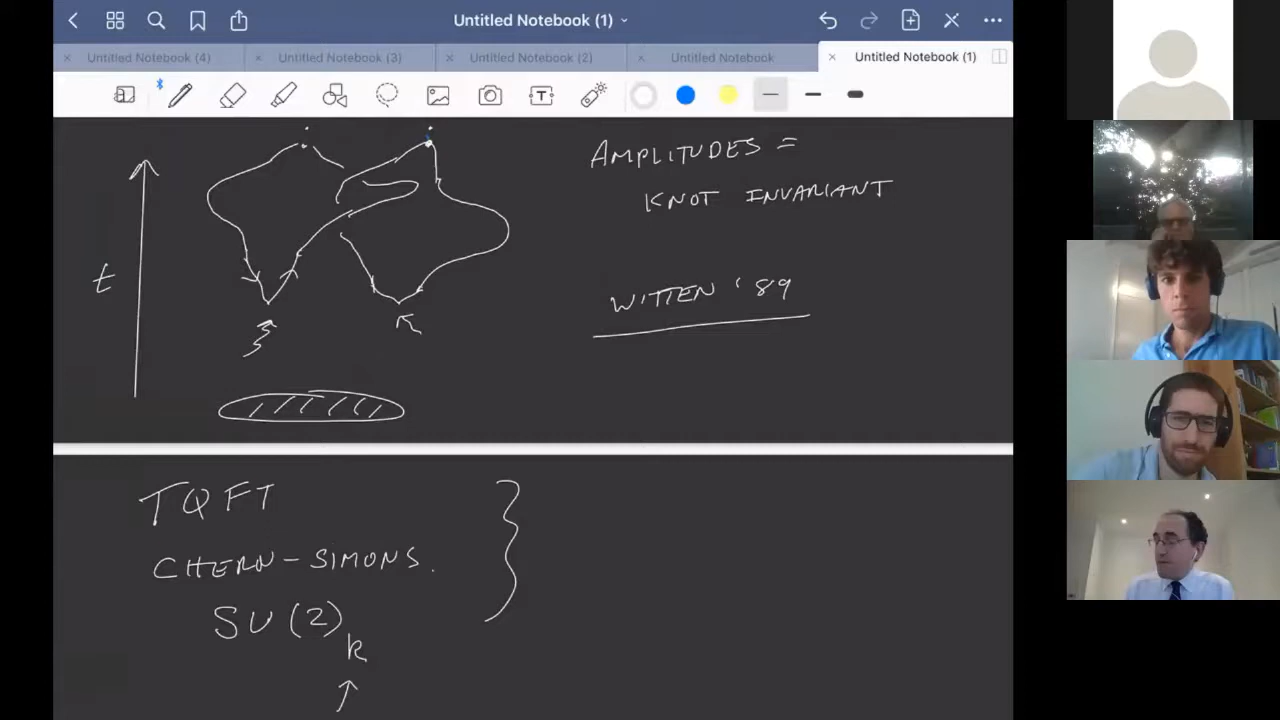 Untitled Notebook (1)
Untitled Notebook (4)
Untitled Notebook (3)
Untitled Notebook (2)
Untitled Notebook
Untitled Notebook (1)
T
AMPLITUDES =
KNOT INVARIANT
t
WITTEN '89
TQFT
CHERN-SIMONS.
SU(2)
k